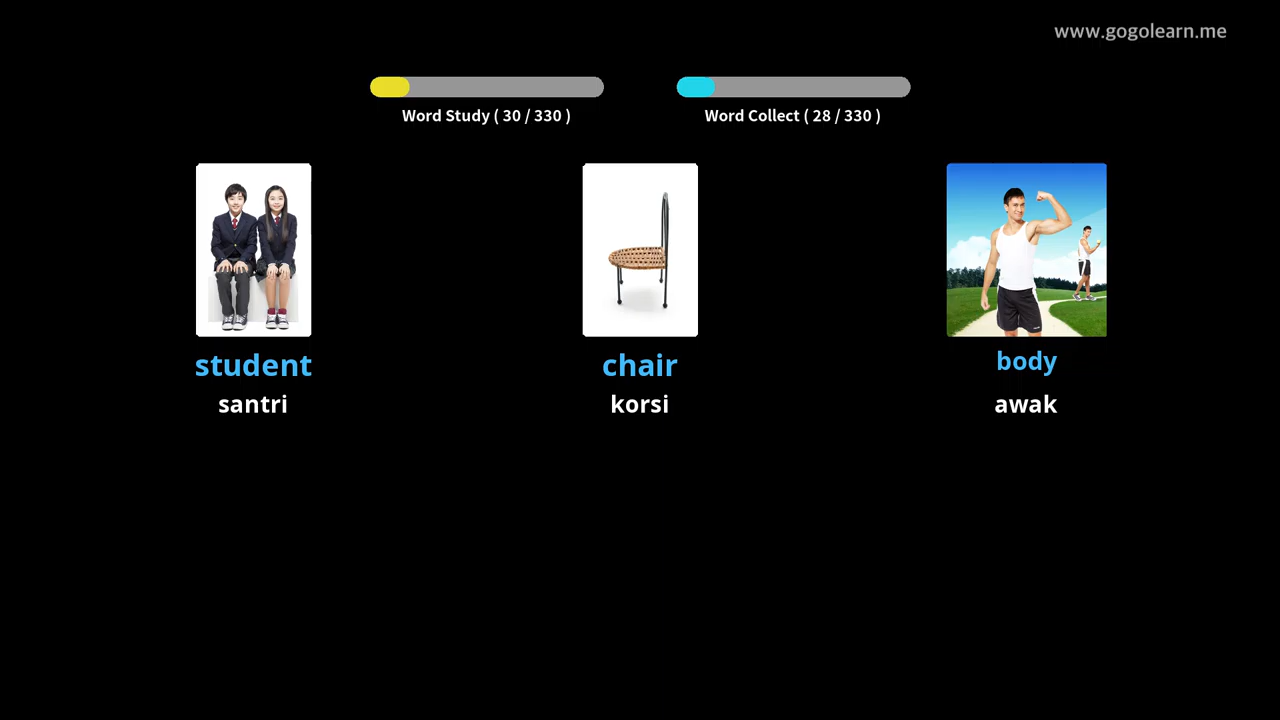 www.gogolearn.me
Word Study ( 30 / 330 )
Word Collect ( 28 / 330 )
student
chair
body
santri
korsi
awak